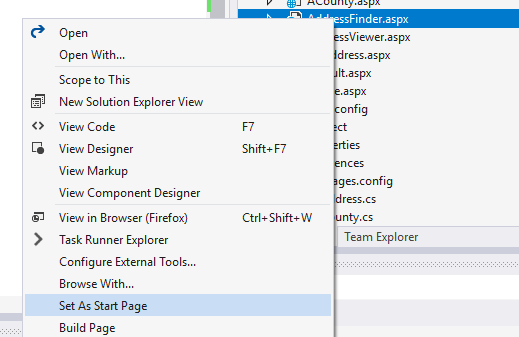 ACounty.aspx
AddressFinder.aspx
essViewer.aspx
ddress.aspx
ult.aspx
e.aspx
config
ect
erties
ences
ages.config
dress.cs
ounty.cs
Team Explorer
Open
Open With...
Scope to This
New Solution Explorer View
View Code F7
View Designer Shift+F7
View Markup
View Component Designer
View in Browser (Firefox) Ctrl+Shift+W
Task Runner Explorer
Configure External Tools...
Browse With...
Set As Start Page
Build Page